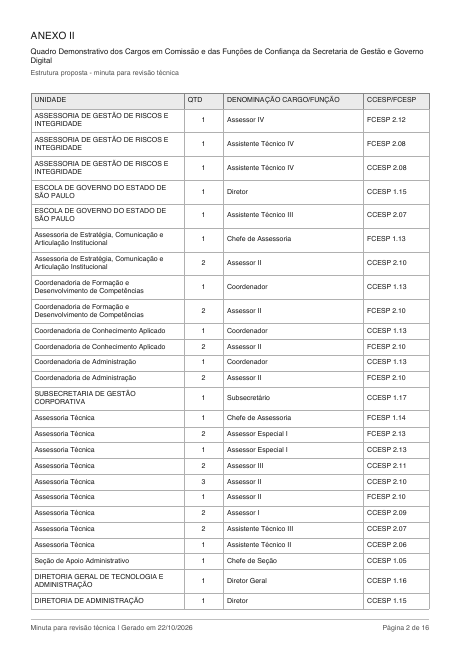 ANEXO II
Quadro Demonstrativo dos Cargos em Comissão e das Funções de Confiança da Secretaria de Gestão e Governo
Digital
Estrutura proposta - minuta para revisão técnica
UNIDADE QTD DENOMINAÇÃO CARGO/FUNÇÃO CCESP/FCESP
ASSESSORIA DE GESTÃO DE RISCOS E
INTEGRIDADE 1 Assessor IV FCESP 2.12
ASSESSORIA DE GESTÃO DE RISCOS E
INTEGRIDADE 1 Assistente Técnico IV FCESP 2.08
ASSESSORIA DE GESTÃO DE RISCOS E
INTEGRIDADE 1 Assistente Técnico IV CCESP 2.08
ESCOLA DE GOVERNO DO ESTADO DE
SÃO PAULO 1 Diretor CCESP 1.15
ESCOLA DE GOVERNO DO ESTADO DE
SÃO PAULO 1 Assistente Técnico III CCESP 2.07
Assessoria de Estratégia, Comunicação e
Articulação Institucional 1 Chefe de Assessoria FCESP 1.13
Assessoria de Estratégia, Comunicação e
Articulação Institucional 2 Assessor II CCESP 2.10
Coordenadoria de Formação e
Desenvolvimento de Competências 1 Coordenador CCESP 1.13
Coordenadoria de Formação e
Desenvolvimento de Competências 2 Assessor II FCESP 2.10
Coordenadoria de Conhecimento Aplicado 1 Coordenador CCESP 1.13
Coordenadoria de Conhecimento Aplicado 2 Assessor II FCESP 2.10
Coordenadoria de Administração 1 Coordenador CCESP 1.13
Coordenadoria de Administração 2 Assessor II FCESP 2.10
SUBSECRETARIA DE GESTÃO
CORPORATIVA 1 Subsecretário CCESP 1.17
Assessoria Técnica 1 Chefe de Assessoria FCESP 1.14
Assessoria Técnica 2 Assessor Especial I FCESP 2.13
Assessoria Técnica 1 Assessor Especial I CCESP 2.13
Assessoria Técnica 2 Assessor III CCESP 2.11
Assessoria Técnica 3 Assessor II CCESP 2.10
Assessoria Técnica 1 Assessor II FCESP 2.10
Assessoria Técnica 2 Assessor I CCESP 2.09
Assessoria Técnica 2 Assistente Técnico III CCESP 2.07
Assessoria Técnica 1 Assistente Técnico II CCESP 2.06
Seção de Apoio Administrativo 1 Chefe de Seção CCESP 1.05
DIRETORIA GERAL DE TECNOLOGIA E
ADMINISTRAÇÃO 1 Diretor Geral CCESP 1.16
DIRETORIA DE ADMINISTRAÇÃO 1 Diretor CCESP 1.15
Minuta para revisão técnica | Gerado em 22/10/2026 Página 2 de 16